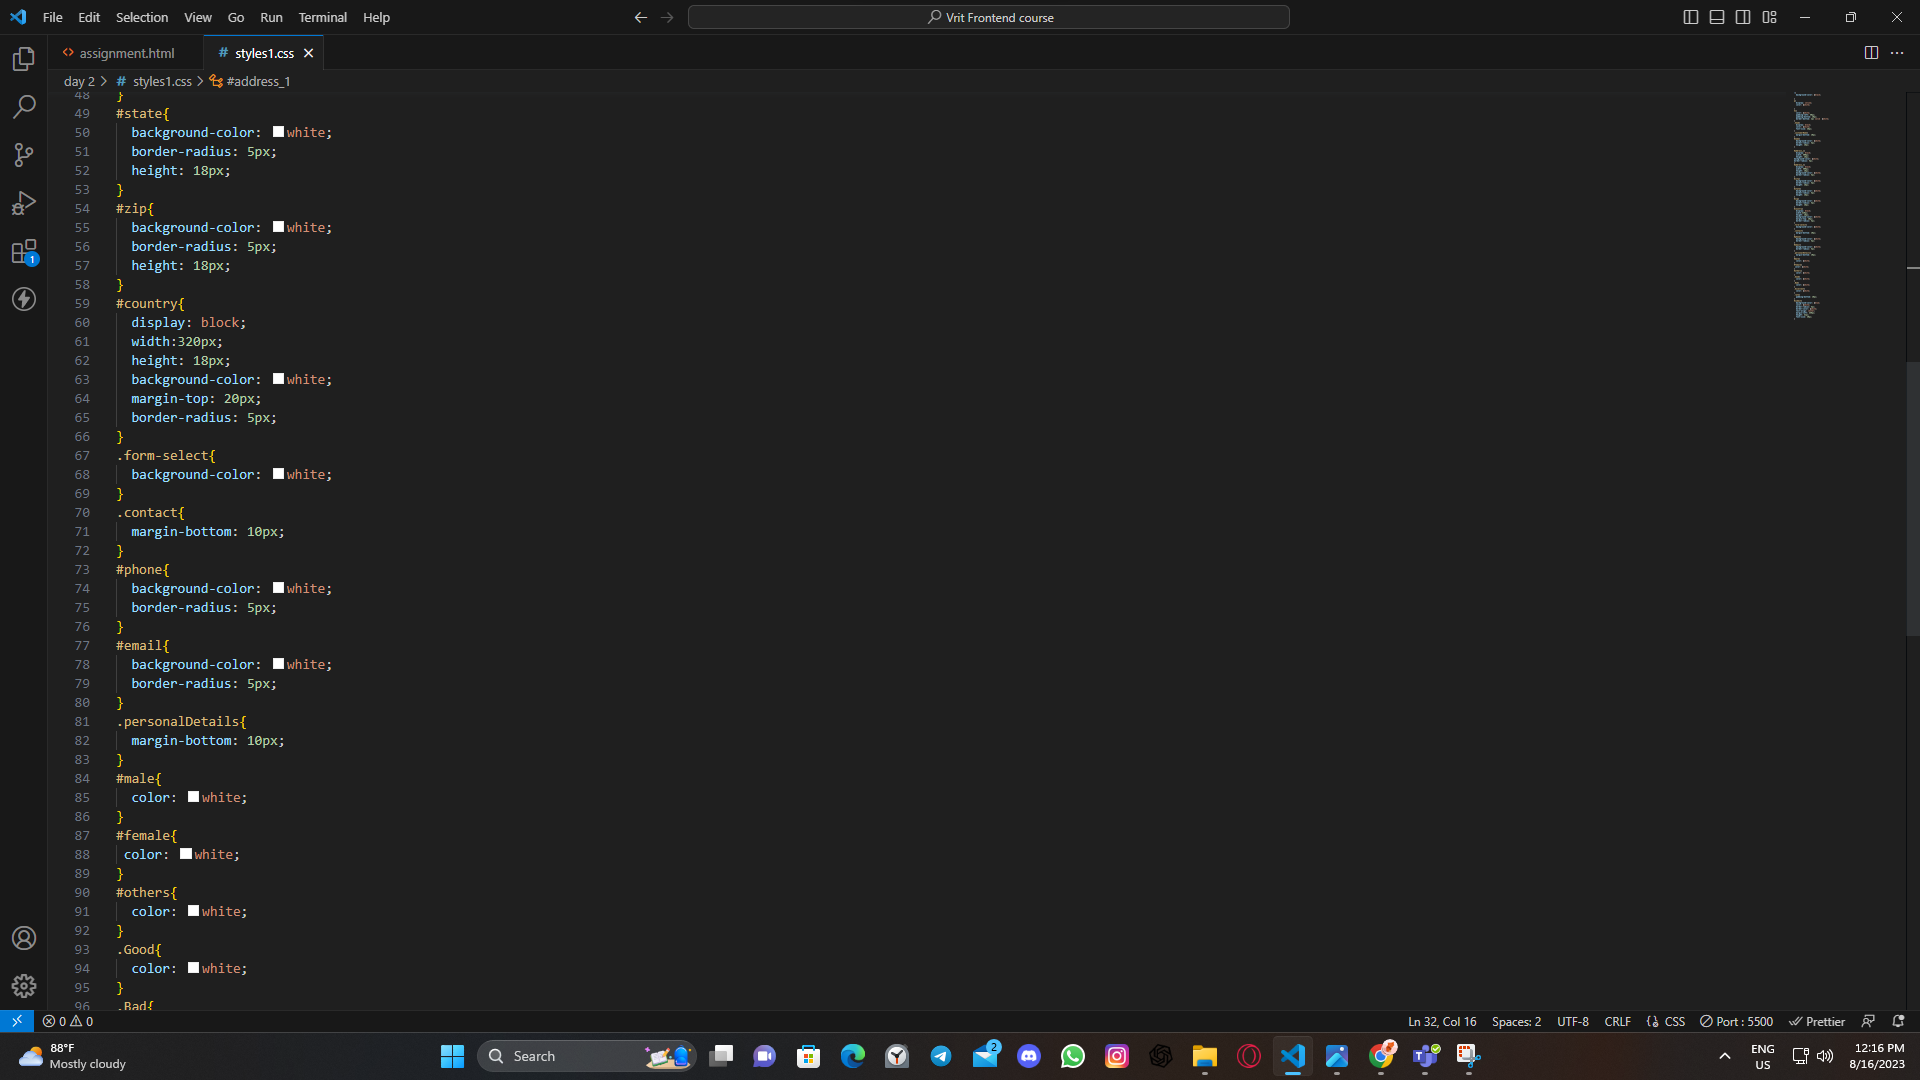 File Edit Selection View Go Run Terminal Help
Vrit Frontend course
assignment.html
# styles1.css
day 2 > # styles1.css > #address_1
48 }
49 #state{
50 background-color: white;
51 border-radius: 5px;
52 height: 18px;
53 }
54 #zip{
55 background-color: white;
56 border-radius: 5px;
57 height: 18px;
58 }
59 #country{
60 display: block;
61 width:320px;
62 height: 18px;
63 background-color: white;
64 margin-top: 20px;
65 border-radius: 5px;
66 }
67 .form-select{
68 background-color: white;
69 }
70 .contact{
71 margin-bottom: 10px;
72 }
73 #phone{
74 background-color: white;
75 border-radius: 5px;
76 }
77 #email{
78 background-color: white;
79 border-radius: 5px;
80 }
81 .personalDetails{
82 margin-bottom: 10px;
83 }
84 #male{
85 color: white;
86 }
87 #female{
88 color: white;
89 }
90 #others{
91 color: white;
92 }
93 .Good{
94 color: white;
95 }
96 .Bad{
1
0 0
Ln 32, Col 16 Spaces: 2 UTF-8 CRLF {} CSS Port : 5500 Prettier
88°F
Mostly cloudy
Search
2
ENG
US
12:16 PM
8/16/2023